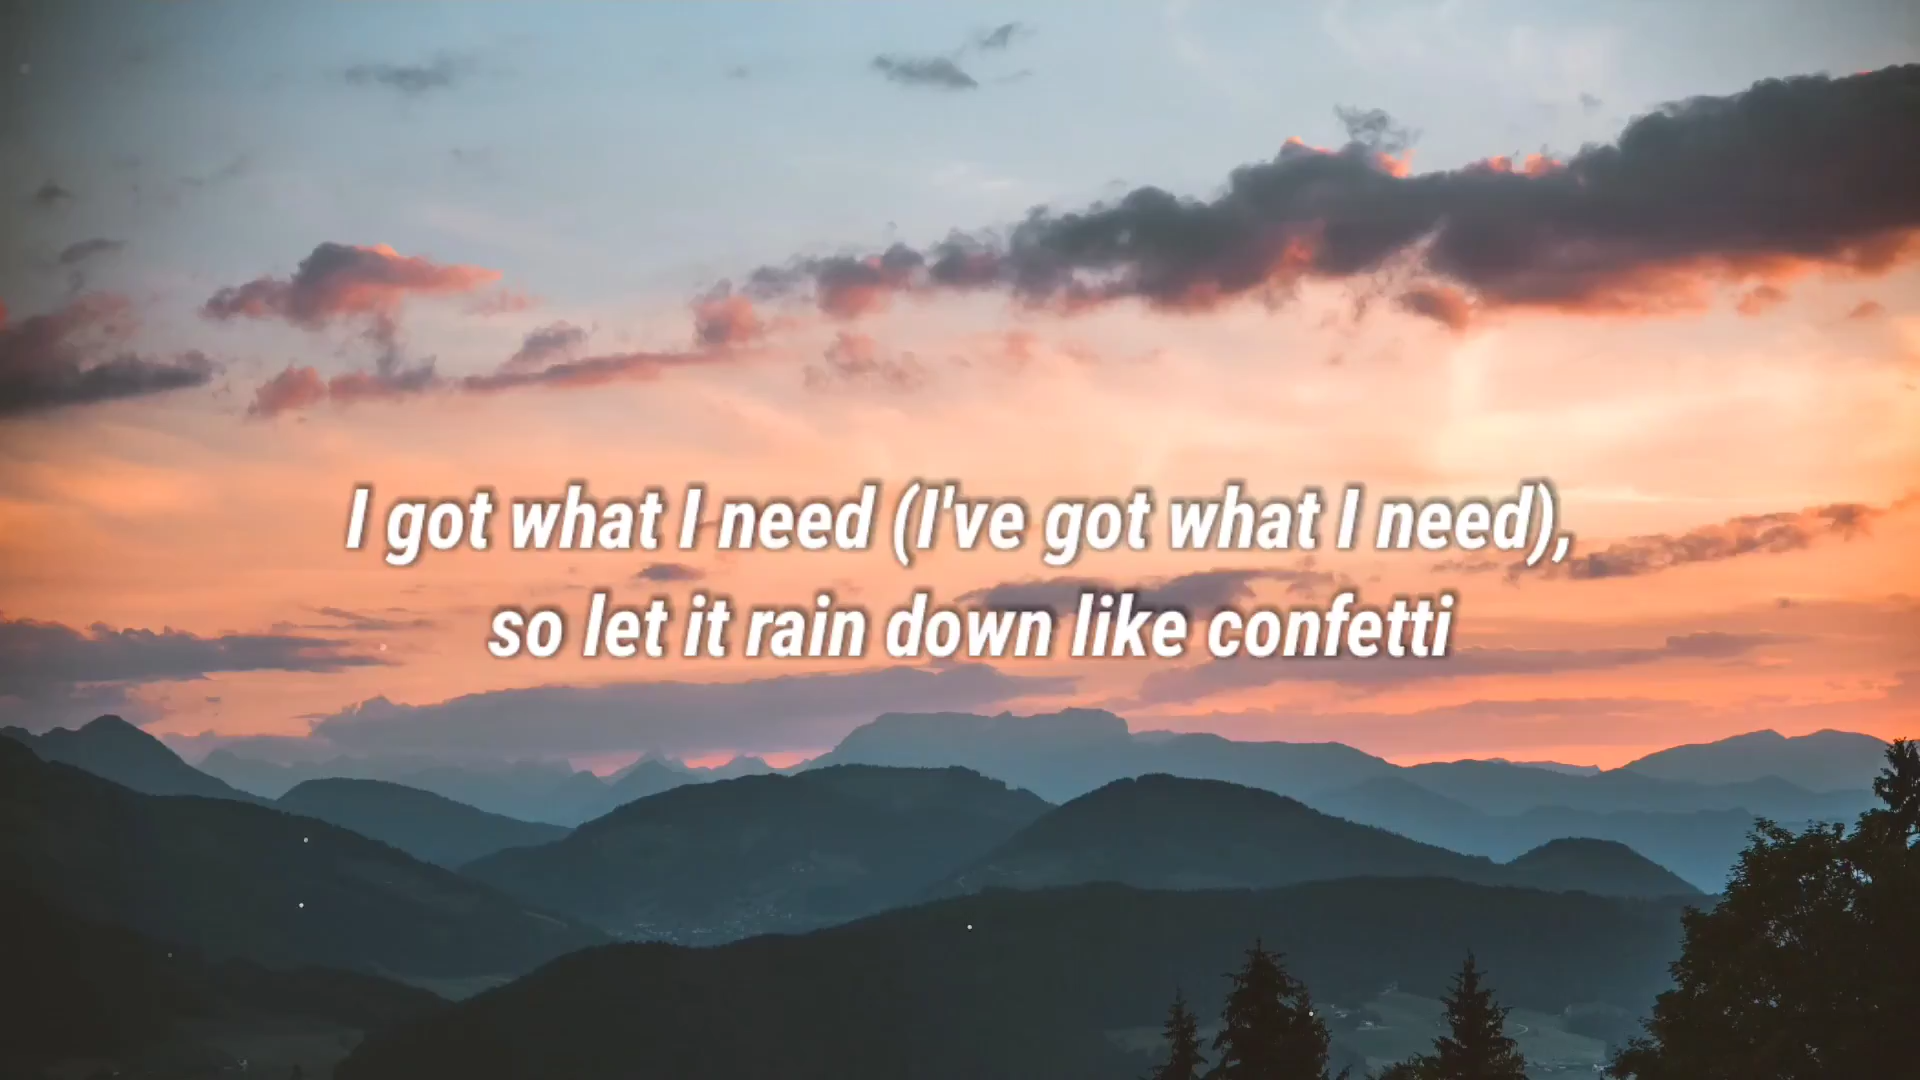 I got what I need (I've got what I need),
so let it rain down like confetti